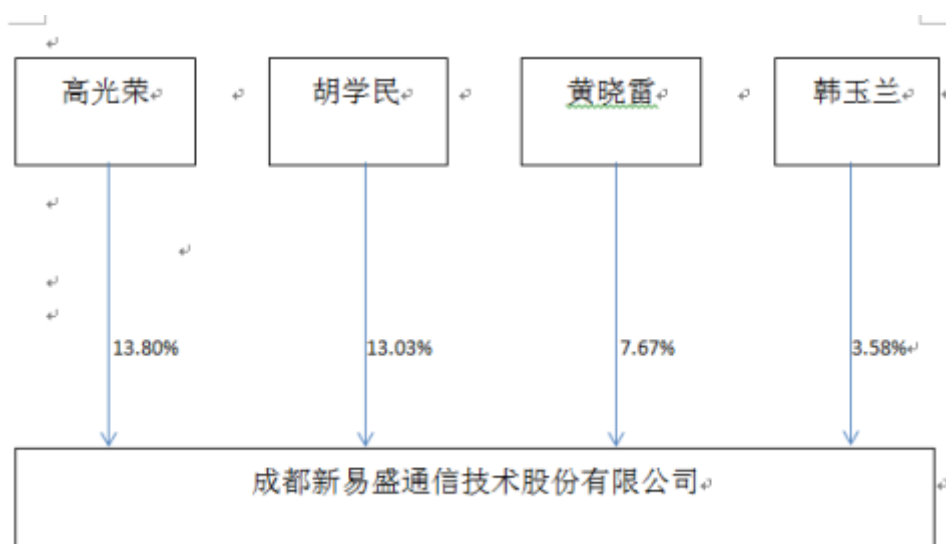 高光荣
胡学民
黄晓雷
韩玉兰
13.80%
13.03%
7.67%
3.58%
成都新易盛通信技术股份有限公司